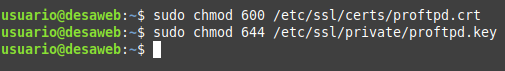 usuario@desaweb:~$ sudo chmod 600 /etc/ssl/certs/proftpd.crt
usuario@desaweb:~$ sudo chmod 644 /etc/ssl/private/proftpd.key
usuario@desaweb:~$